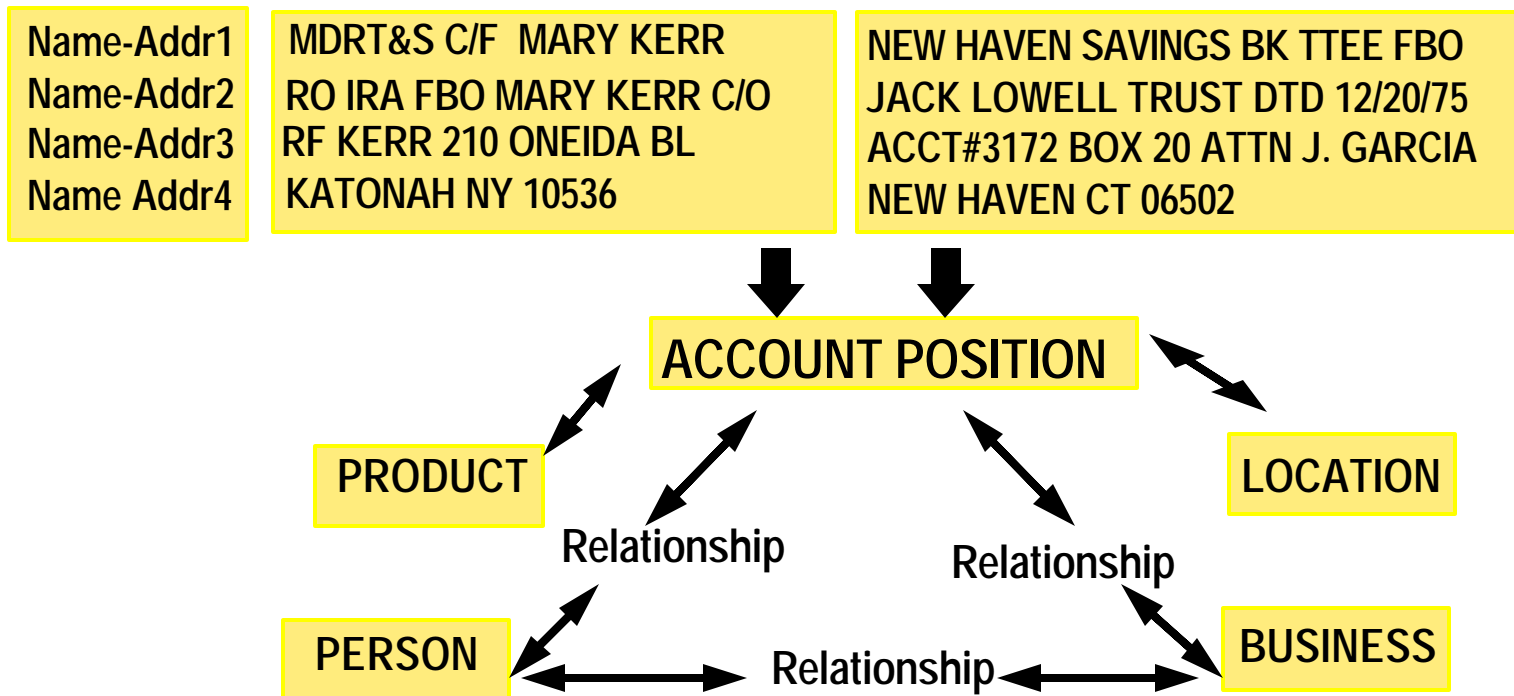 Name-Addr1
Name-Addr2
Name-Addr3
Name Addr4
MDRT&S C/F MARY KERR
RO IRA FBO MARY KERR C/O
RF KERR 210 ONEIDA BL
KATONAH NY 10536
NEW HAVEN SAVINGS BK TTEE FBO
JACK LOWELL TRUST DTD 12/20/75
ACCT#3172 BOX 20 ATTN J. GARCIA
NEW HAVEN CT 06502
ACCOUNT POSITION
PRODUCT
LOCATION
Relationship
Relationship
PERSON
Relationship
BUSINESS